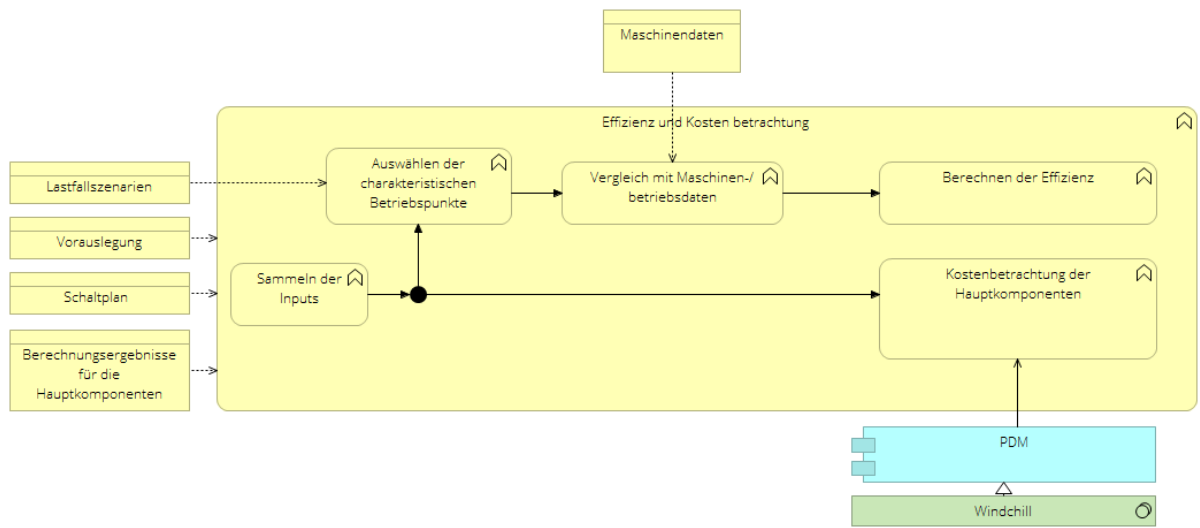 Maschinendaten
Effizienz und Kosten betrachtung
Lastfallszenarien
Auswählen der
charakteristischen
Betriebspunkte
Vergleich mit Maschinen-/
betriebsdaten
Berechnen der Effizienz
Vorauslegung
Schaltplan
Sammeln der
Inputs
Kostenbetrachtung der
Hauptkomponenten
Berechnungsergebnisse
für die
Hauptkomponenten
PDM
Windchill